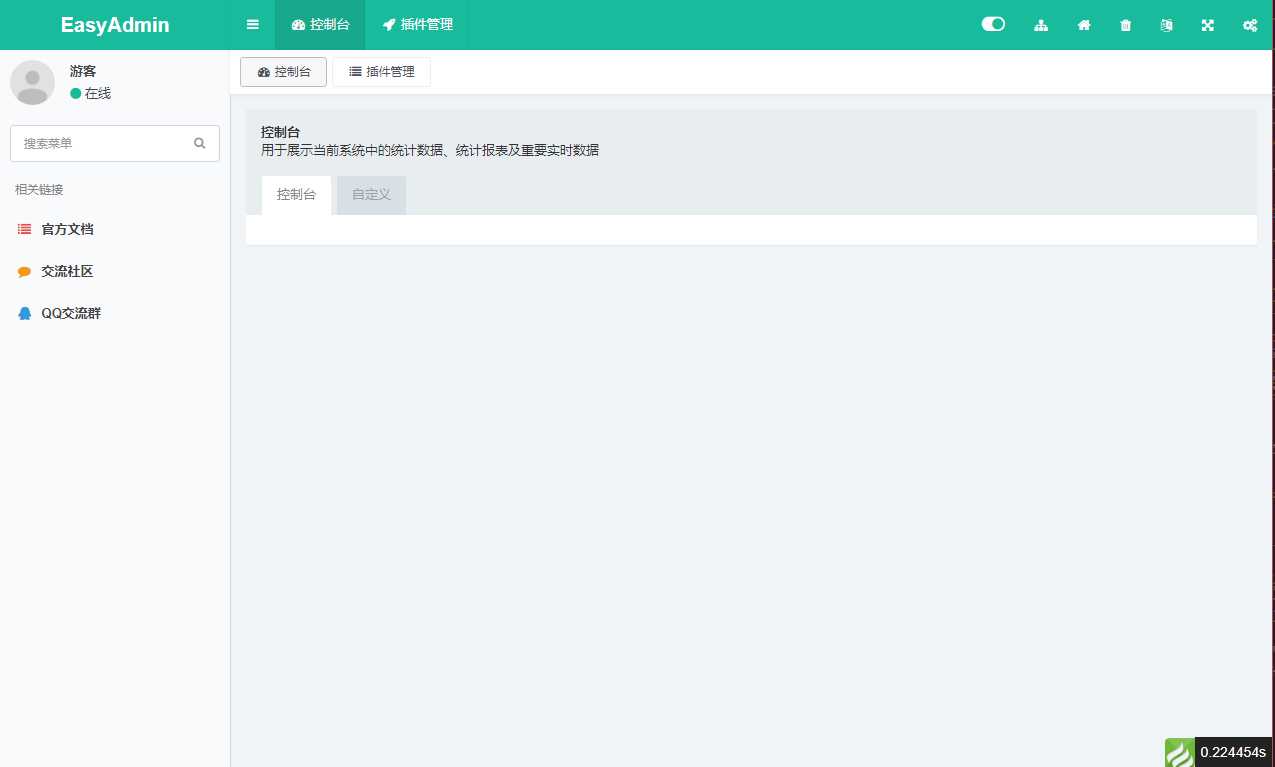 EasyAdmin
控制台
插件管理
游客
在线
搜索菜单
相关链接
官方文档
交流社区
QQ交流群
控制台
插件管理
控制台
用于展示当前系统中的统计数据、统计报表及重要实时数据
控制台
自定义
0.224454s